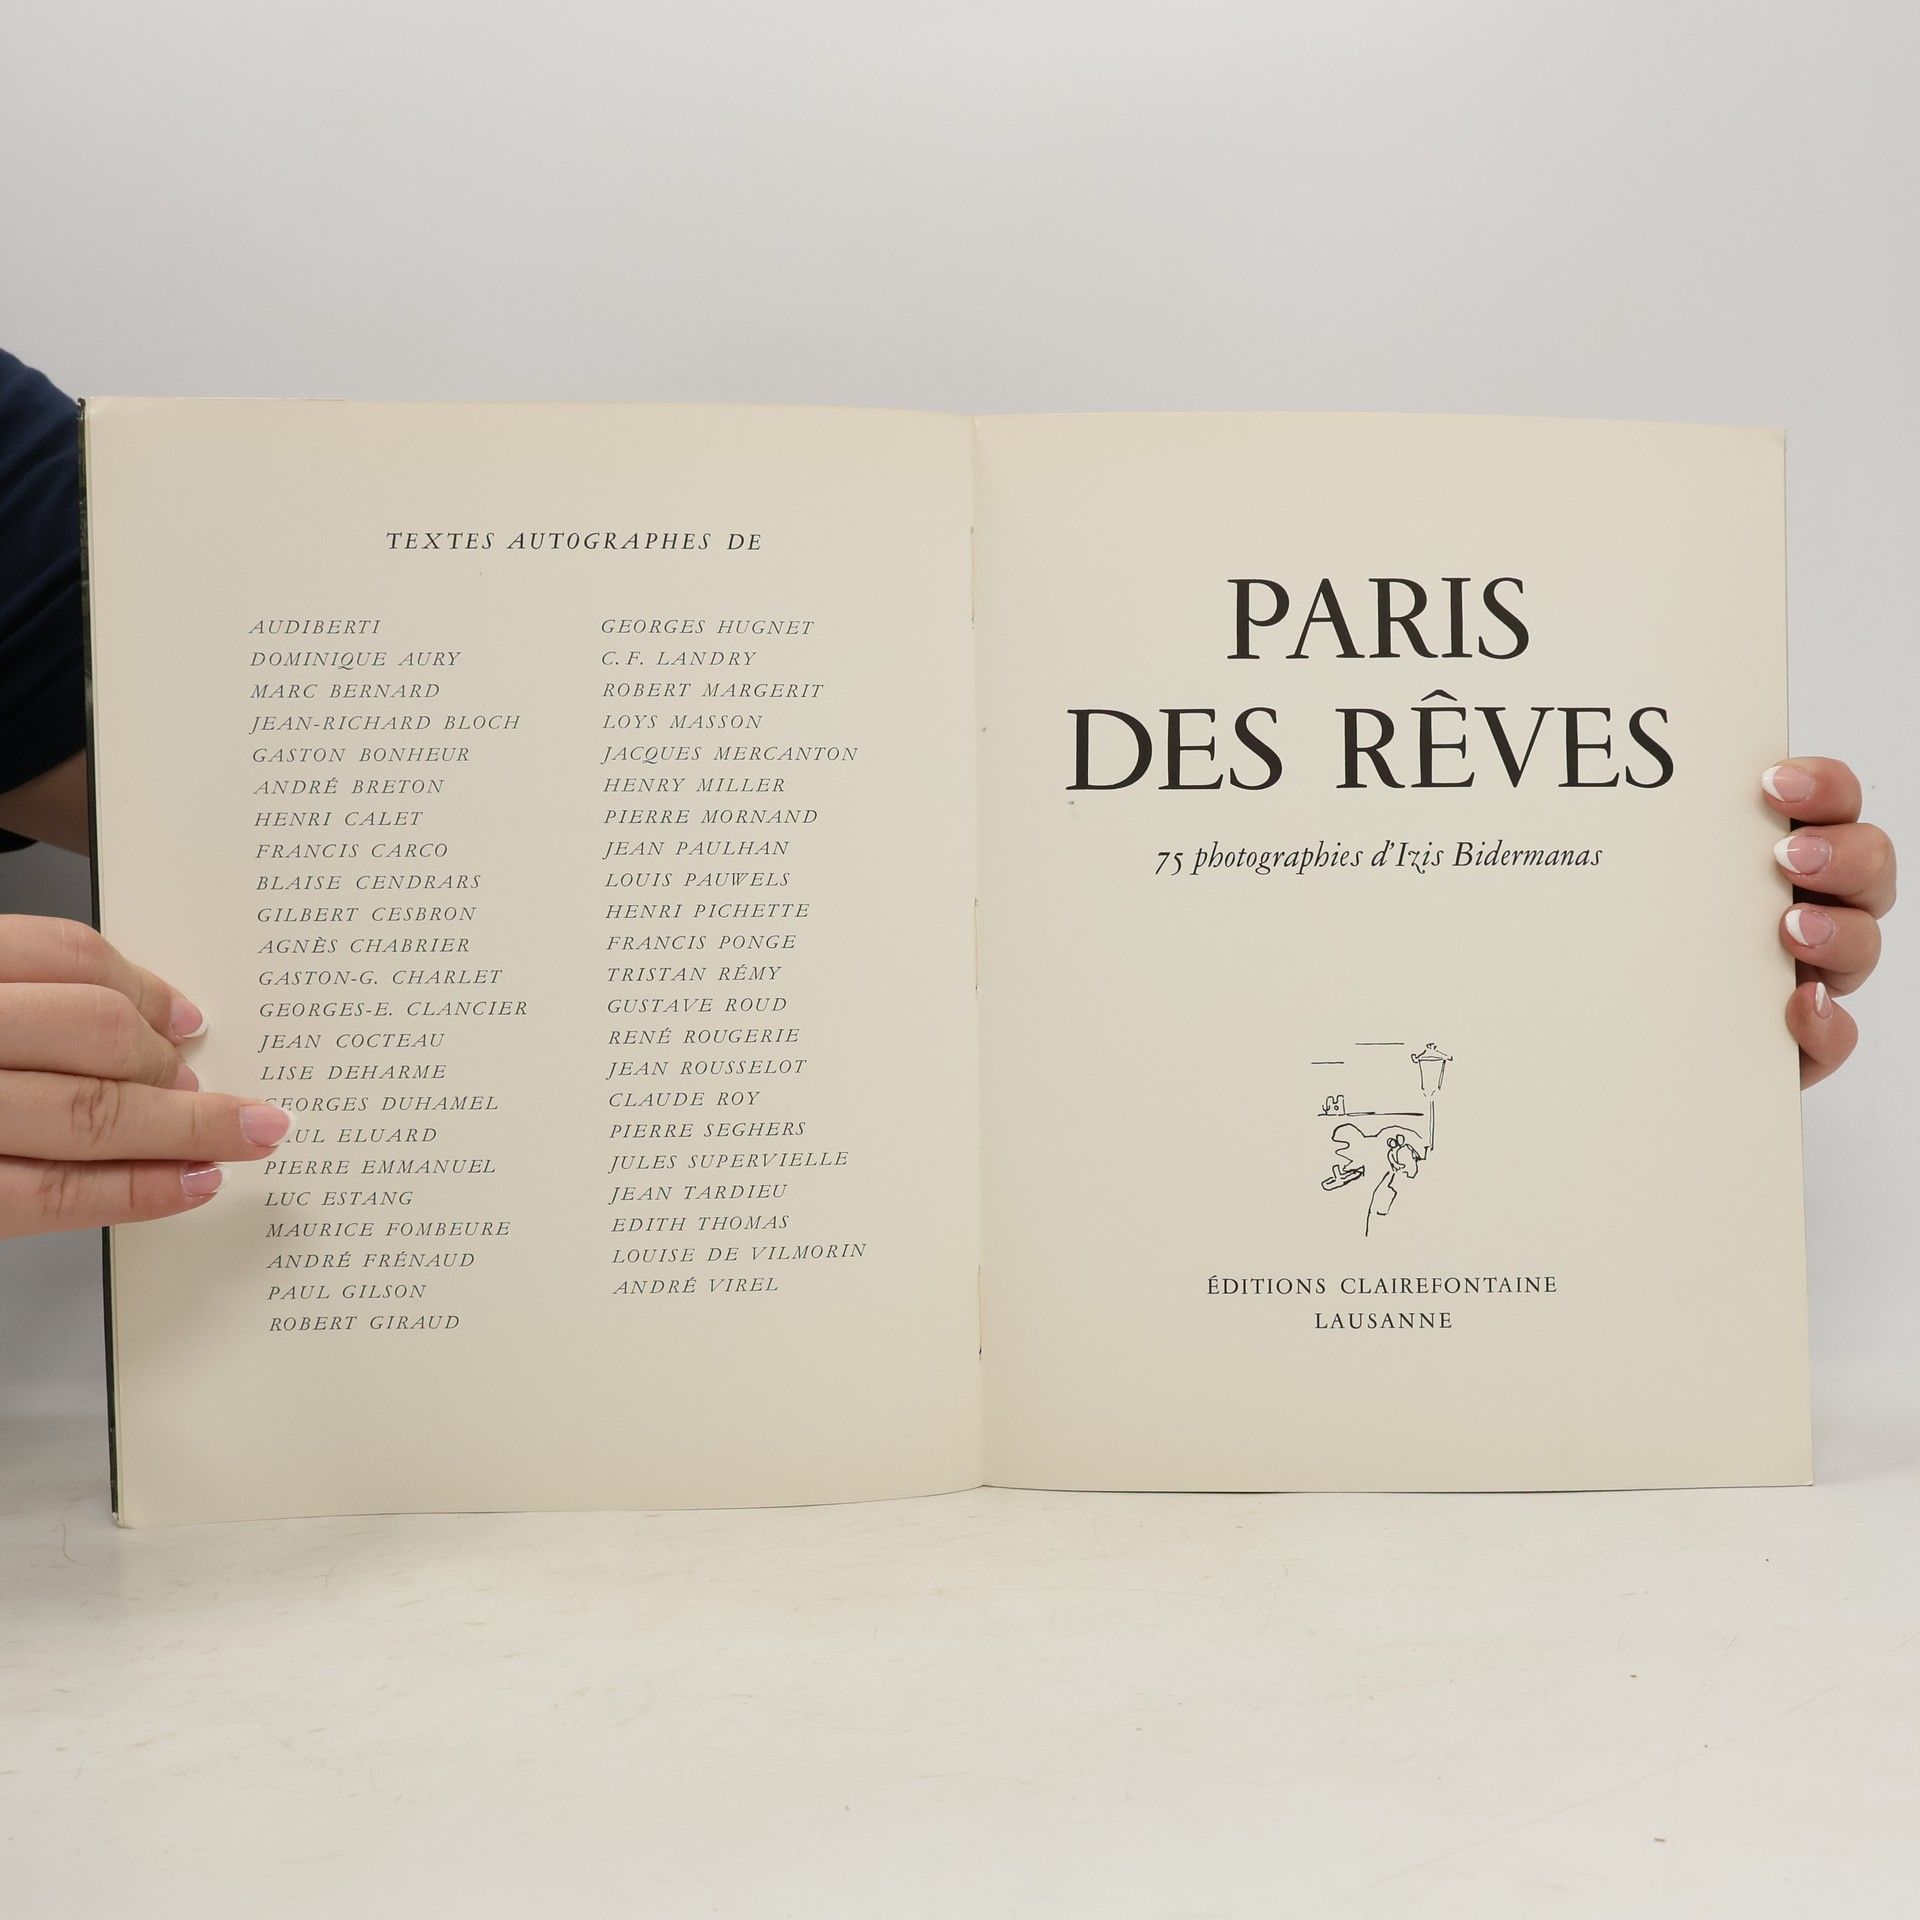 TEXTES AUTOGRAPHES DE
AUDIBERTI
DOMINIQUE AURY
MARC BERNARD
JEAN-RICHARD BLOCH
GASTON BONHEUR
ANDRÉ BRETON
HENRI CALET
FRANCIS CARCO
BLAISE CENDRARS
GILBERT CESBRON
AGNÈS CHABRIER
GASTON-G. CHARLET
GEORGES-E. CLANCIER
JEAN COCTEAU
LISE DEHARME
GEORGES DUHAMEL
PAUL ELUARD
PIERRE EMMANUEL
LUC ESTANG
MAURICE FOMBEURE
ANDRÉ FRÉNAUD
PAUL GILSON
ROBERT GIRAUD
GEORGES HUGNET
C. F. LANDRY
ROBERT MARGERIT
LOYS MASSON
JACQUES MERCANTON
HENRY MILLER
PIERRE MORNAND
JEAN PAULHAN
LOUIS PAUWELS
HENRI PICHETTE
FRANCIS PONGE
TRISTAN RÉMY
GUSTAVE ROUD
RENÉ ROUGERIE
JEAN ROUSSELOT
CLAUDE ROY
PIERRE SEGHERS
JULES SUPERVIELLE
JEAN TARDIEU
EDITH THOMAS
LOUISE DE VILMORIN
ANDRÉ VIREL
PARIS
DES RÊVES
75 photographies d'Izis Bidermanas
ÉDITIONS CLAIREFONTAINE
LAUSANNE